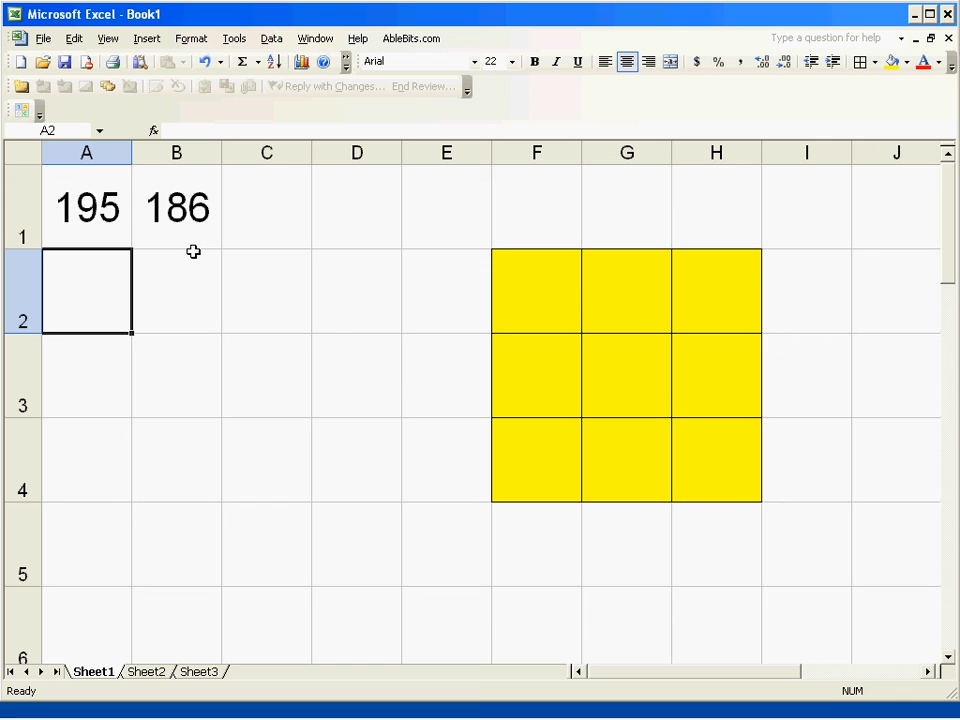 Microsoft Excel - Book1
File Edit View Insert Format Tools Data Window Help AbleBits.com Type a question for help
Arial 22 B I U $ % , .00 .0 A
Reply with Changes... End Review...
A2 fx
A B C D E F G H I J
1 195 186
2
3
4
5
6
Sheet1 Sheet2 Sheet3
Ready NUM